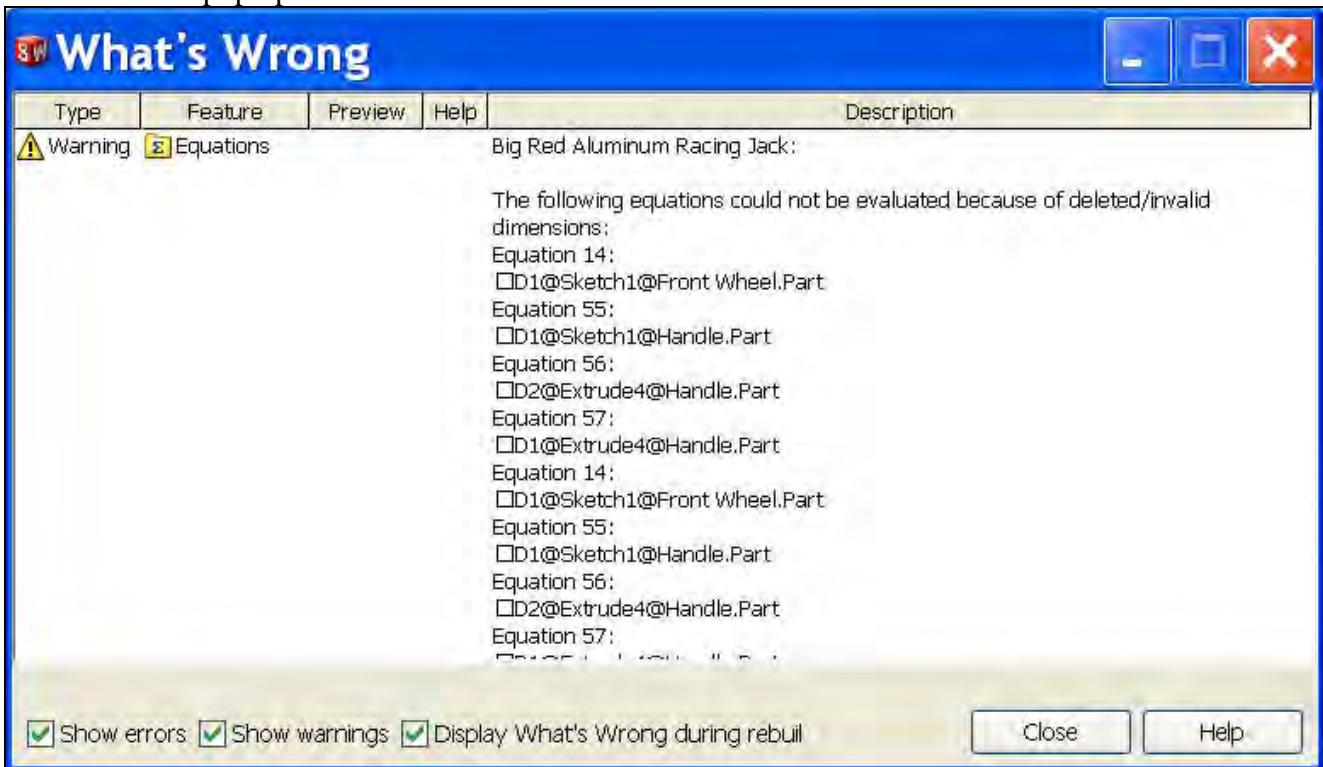 What's Wrong
Type Feature Preview Help Description
Warning Equations Big Red Aluminum Racing Jack:
The following equations could not be evaluated because of deleted/invalid
dimensions:
Equation 14:
□D1@Sketch1@Front Wheel.Part
Equation 55:
□D1@Sketch1@Handle.Part
Equation 56:
□D2@Extrude4@Handle.Part
Equation 57:
□D1@Extrude4@Handle.Part
Equation 14:
□D1@Sketch1@Front Wheel.Part
Equation 55:
□D1@Sketch1@Handle.Part
Equation 56:
□D2@Extrude4@Handle.Part
Equation 57:
Show errors Show warnings Display What's Wrong during rebuil Close Help